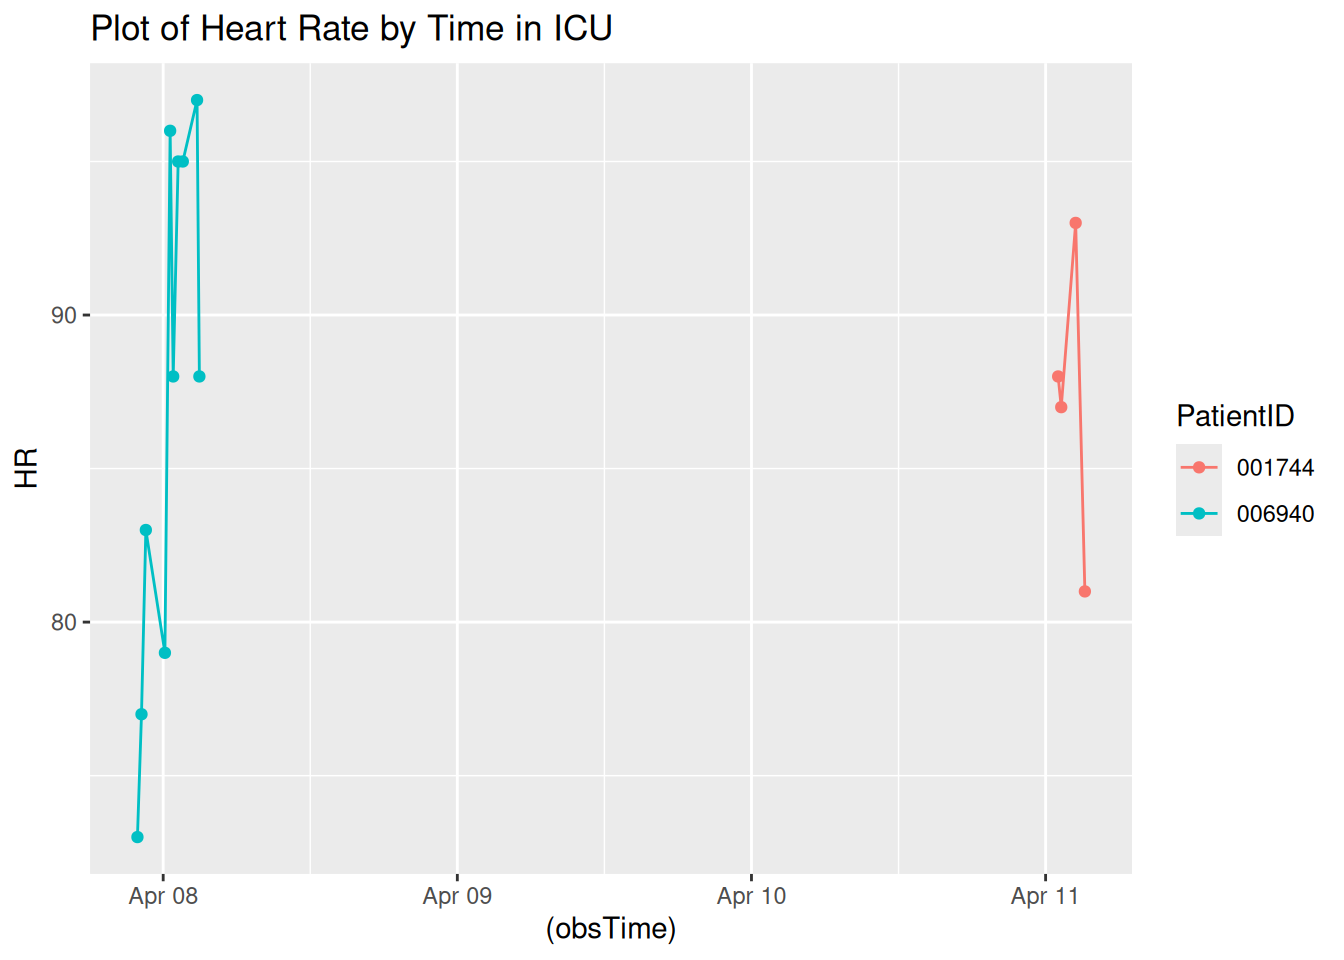 Plot of Heart Rate by Time in ICU
HR
90
80
Apr 08
Apr 09
Apr 10
Apr 11
(obsTime)
PatientID
001744
006940